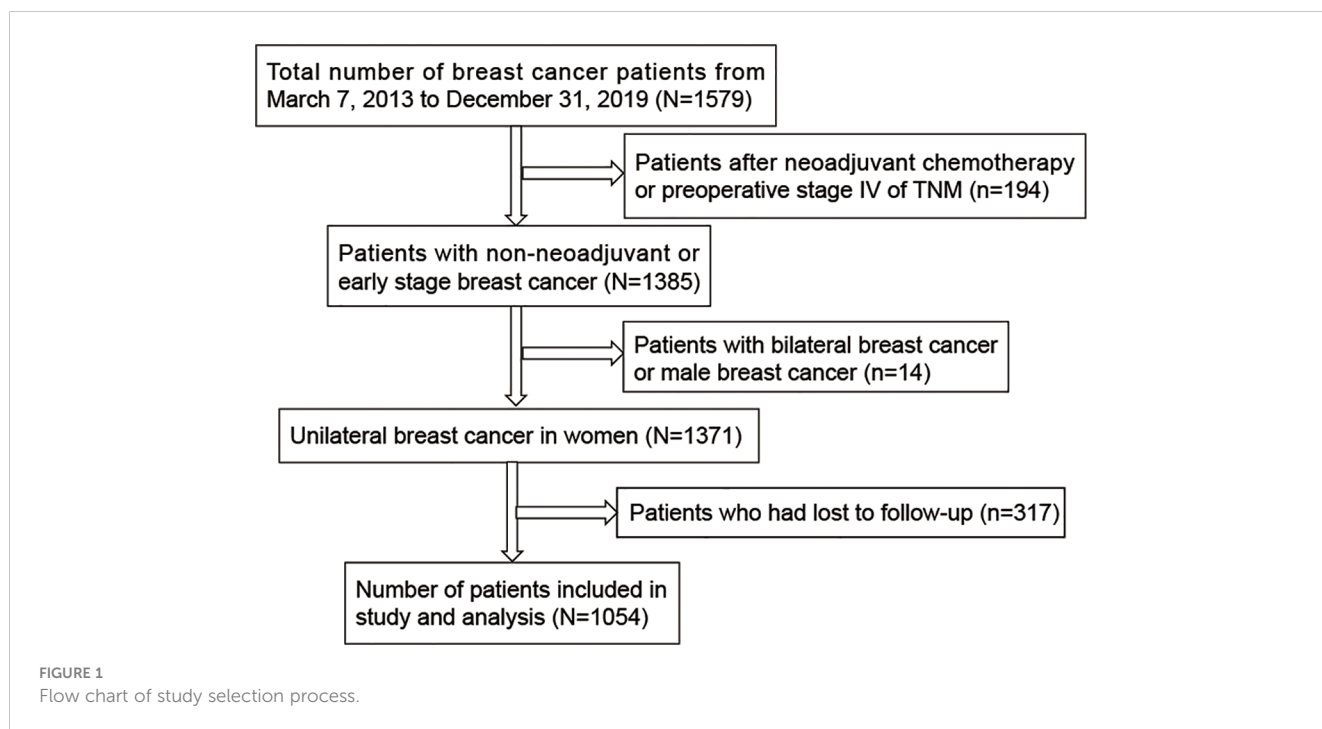 Total number of breast cancer patients from
March 7, 2013 to December 31, 2019 (N=1579)
Patients after neoadjuvant chemotherapy
or preoperative stage IV of TNM (n=194)
Patients with non-neoadjuvant or
early stage breast cancer (N=1385)
Patients with bilateral breast cancer
or male breast cancer (n=14)
Unilateral breast cancer in women (N=1371)
Patients who had lost to follow-up (n=317)
Number of patients included in
study and analysis (N=1054)
FIGURE 1
Flow chart of study selection process.